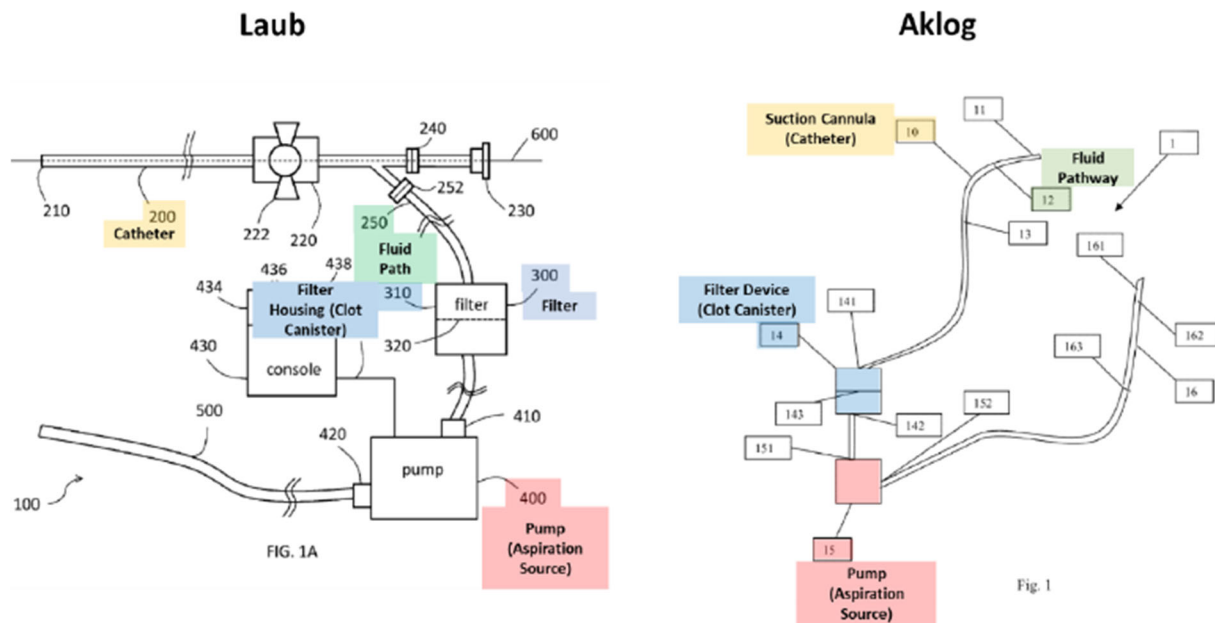 Laub
Aklog
240
600
252
210
200
Catheter
222
220
250
230
Fluid
Path
436
438
434
Filter
Housing (Clot
Canister)
310
filter
300
Filter
320
430
console
500
410
420
pump
100
400
Pump
(Aspiration
Source)
FIG. 1A
Suction Cannula
(Catheter)
10
11
1
Fluid
Pathway
12
13
161
Filter Device
(Clot Canister)
14
141
162
163
152
16
143
142
151
15
Pump
(Aspiration
Source)
Fig. 1